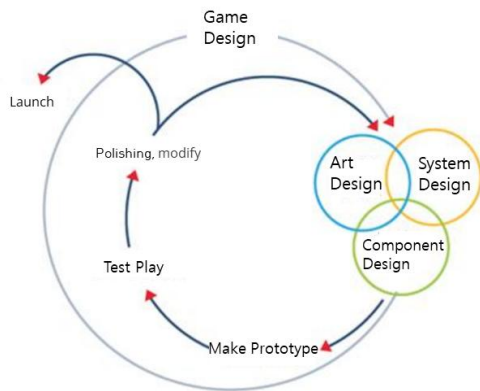 Game
Design
Launch
Polishing, modify
Art
Design
System
Design
Component
Design
Test Play
Make Prototype